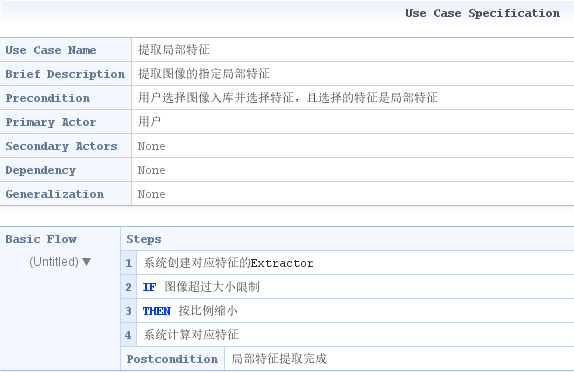 Use Case Specification
Use Case Name 提取局部特征
Brief Description 提取图像的指定局部特征
Precondition 用户选择图像入库并选择特征，且选择的特征是局部特征
Primary Actor 用户
Secondary Actors None
Dependency None
Generalization None
Basic Flow Steps
(Untitled) ▼
1 系统创建对应特征的Extractor
2 IF 图像超过大小限制
3 THEN 按比例缩小
4 系统计算对应特征
Postcondition 局部特征提取完成